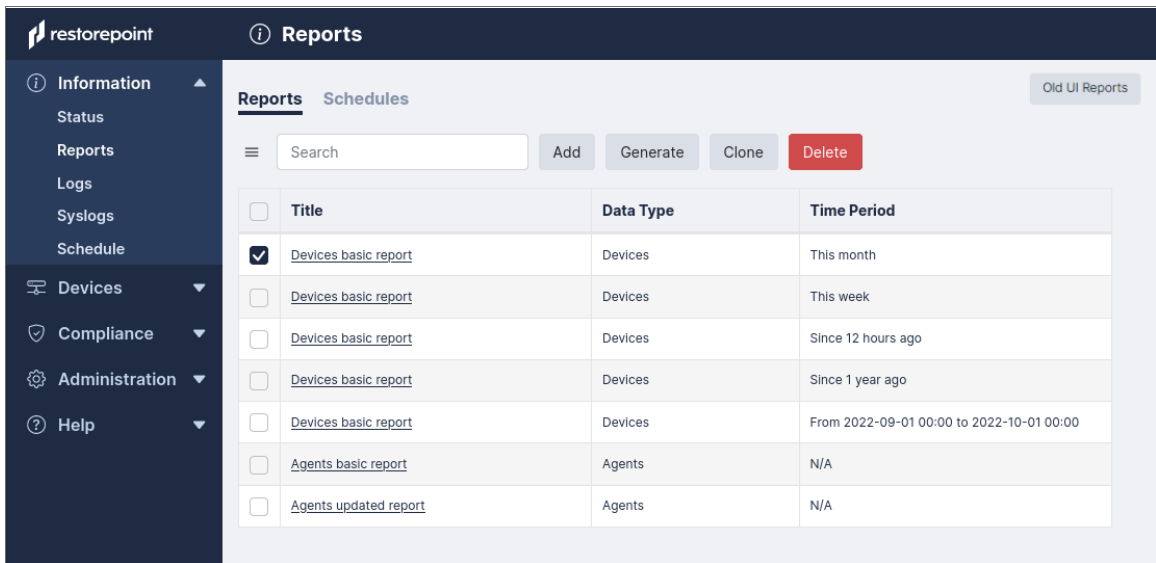 restorepoint
Reports
Information
Status
Reports
Logs
Syslogs
Schedule
Devices
Compliance
Administration
Help
Reports Schedules
Old UI Reports
Search Add Generate Clone Delete
Title Data Type Time Period
Devices basic report Devices This month
Devices basic report Devices This week
Devices basic report Devices Since 12 hours ago
Devices basic report Devices Since 1 year ago
Devices basic report Devices From 2022-09-01 00:00 to 2022-10-01 00:00
Agents basic report Agents N/A
Agents updated report Agents N/A